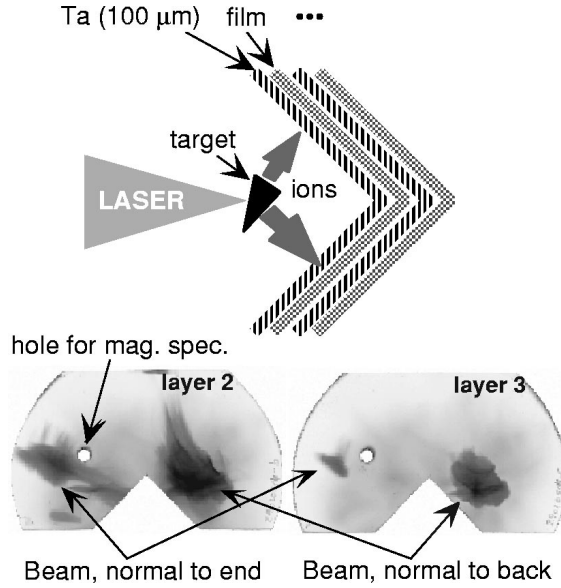 Ta (100 μm) film •••
target
LASER
ions
hole for mag. spec.
layer 2
layer 3
Beam, normal to end
Beam, normal to back